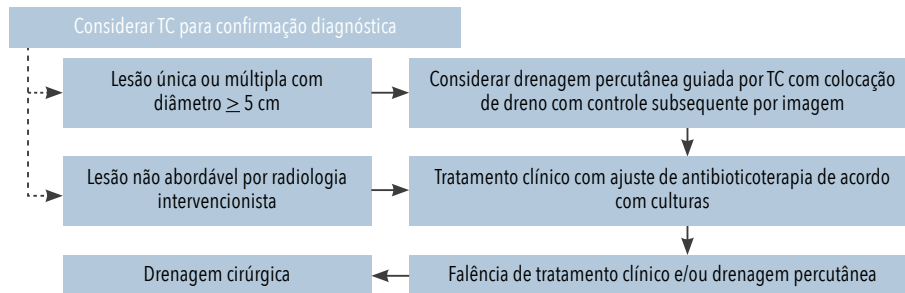 Considerar TC para confirmação diagnóstica
Lesão única ou múltipla com
diâmetro ≥ 5 cm
Considerar drenagem percutânea guiada por TC com colocação
de dreno com controle subsequente por imagem
Lesão não abordável por radiologia
intervencionista
Tratamento clínico com ajuste de antibioticoterapia de acordo
com culturas
Drenagem cirúrgica
Falência de tratamento clínico e/ou drenagem percutânea